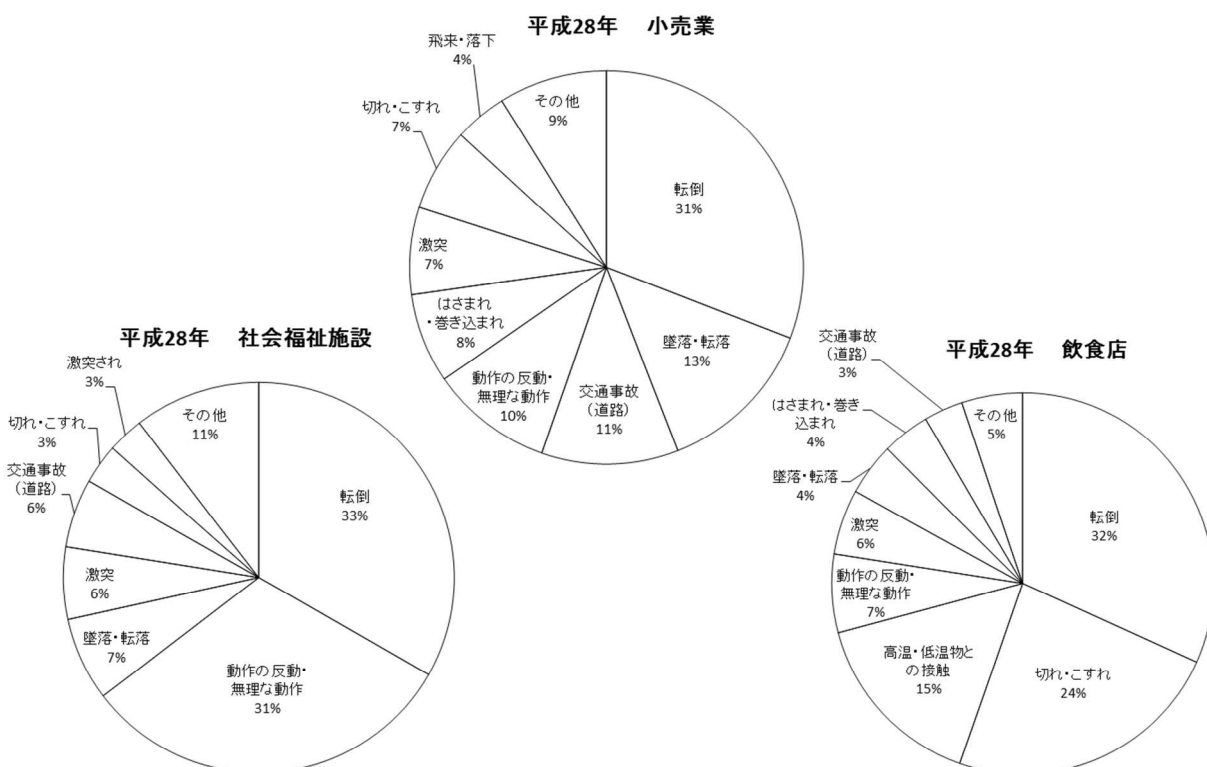 平成28年 小売業
飛来・落下
4%
切れ・こすれ
7%
その他
9%
転倒
31%
激突
7%
はさまれ
・巻き込まれ
8%
墜落・転落
13%
動作の反動・
無理な動作
10%
交通事故
(道路)
11%
平成28年 社会福祉施設
激突され
3%
切れ・こすれ
3%
交通事故
(道路)
6%
その他
11%
転倒
33%
激突
6%
墜落・転落
7%
動作の反動・
無理な動作
31%
平成28年 飲食店
交通事故
(道路)
3%
はさまれ・巻き
込まれ
4%
その他
5%
墜落・転落
4%
転倒
32%
激突
6%
動作の反動・
無理な動作
7%
高温・低温物と
の接触
15%
切れ・こすれ
24%